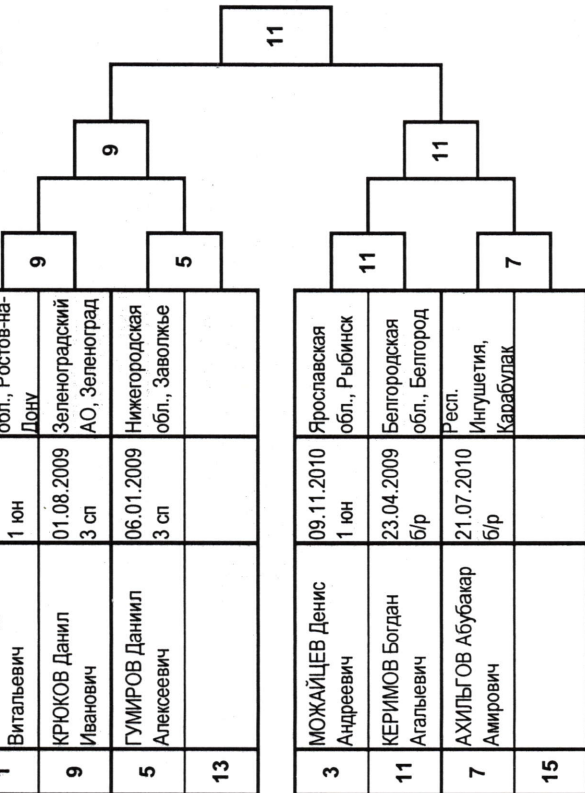 1
Витальевич
1 юн
обл., Ростов-на-
Дону
9
КРЮКОВ Данил
Иванович
01.08.2009
3 сп
Зеленоградский
АО, Зеленоград
5
ГУМИРОВ Даниил
Алексеевич
06.01.2009
3 сп
Нижегородская
обл., Заволжье
13
9
5
9
11
3
МОЖАЙЦЕВ Денис
Андреевич
09.11.2010
1 юн
Ярославская
обл., Рыбинск
11
КЕРИМОВ Богдан
Агалыевич
23.04.2009
б/р
Белгородская
обл., Белгород
7
АХИЛЬГОВ Абубакар
Амирович
21.07.2010
б/р
Респ.
Ингушетия,
Карабулак
15
11
7
11